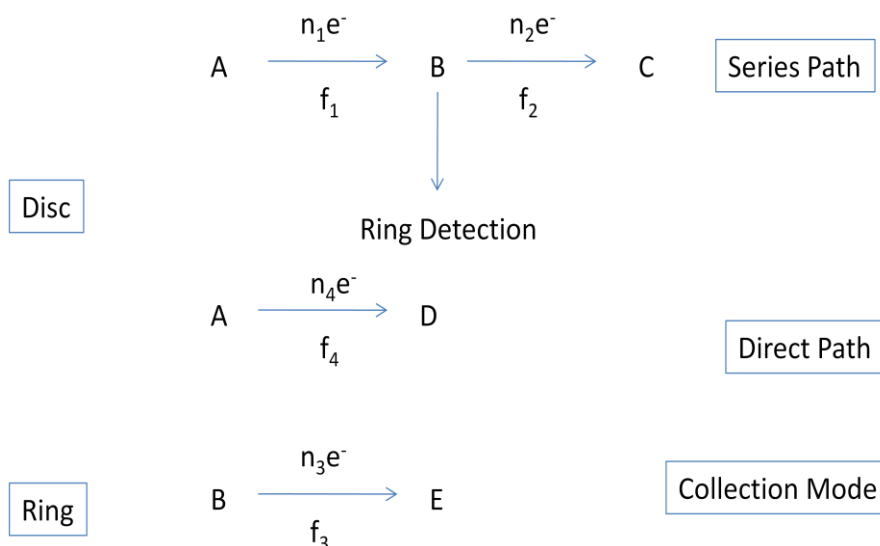 n₁e⁻ n₂e⁻
A B C Series Path
f₁ f₂
Disc
Ring Detection
n₄e⁻
A D
f₄ Direct Path
n₃e⁻
B E Collection Mode
Ring
f₃